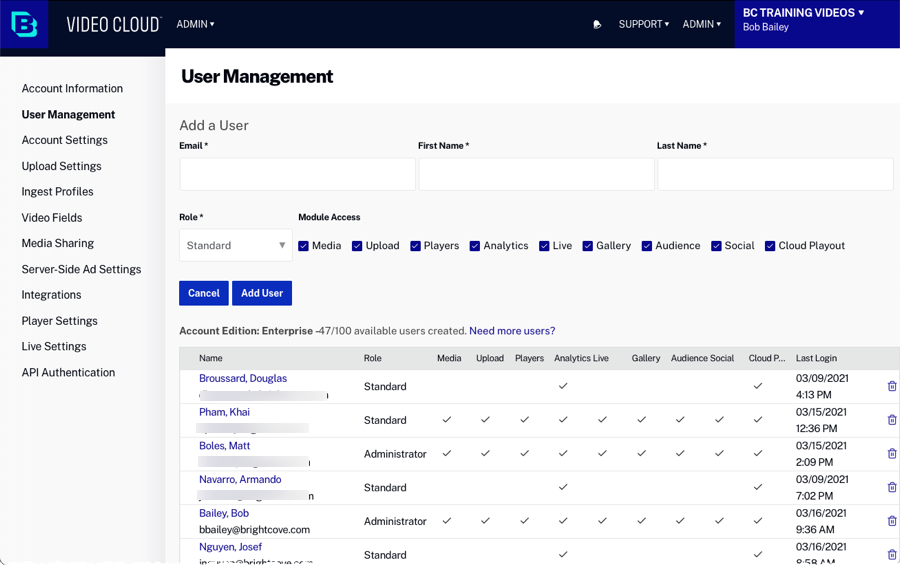 VIDEO CLOUD
ADMIN
SUPPORT
ADMIN
BC TRAINING VIDEOS
Bob Bailey
Account Information
User Management
Account Settings
Upload Settings
Ingest Profiles
Video Fields
Media Sharing
Server-Side Ad Settings
Integrations
Player Settings
Live Settings
API Authentication
User Management
Add a User
Email * First Name * Last Name *
Role * Module Access
Standard Media Upload Players Analytics Live Gallery Audience Social Cloud Playout
Cancel Add User
Account Edition: Enterprise -47/100 available users created. Need more users?
Name Role Media Upload Players Analytics Live Gallery Audience Social Cloud P... Last Login
Broussard, Douglas Standard 03/09/2021
4:13 PM
Pham, Khai Standard 03/15/2021
12:36 PM
Boles, Matt Administrator 03/15/2021
2:09 PM
Navarro, Armando Standard 03/09/2021
7:02 PM
Bailey, Bob Administrator 03/16/2021
bbailey@brightcove.com 9:36 AM
Nguyen, Josef Standard 03/16/2021
8:58 AM